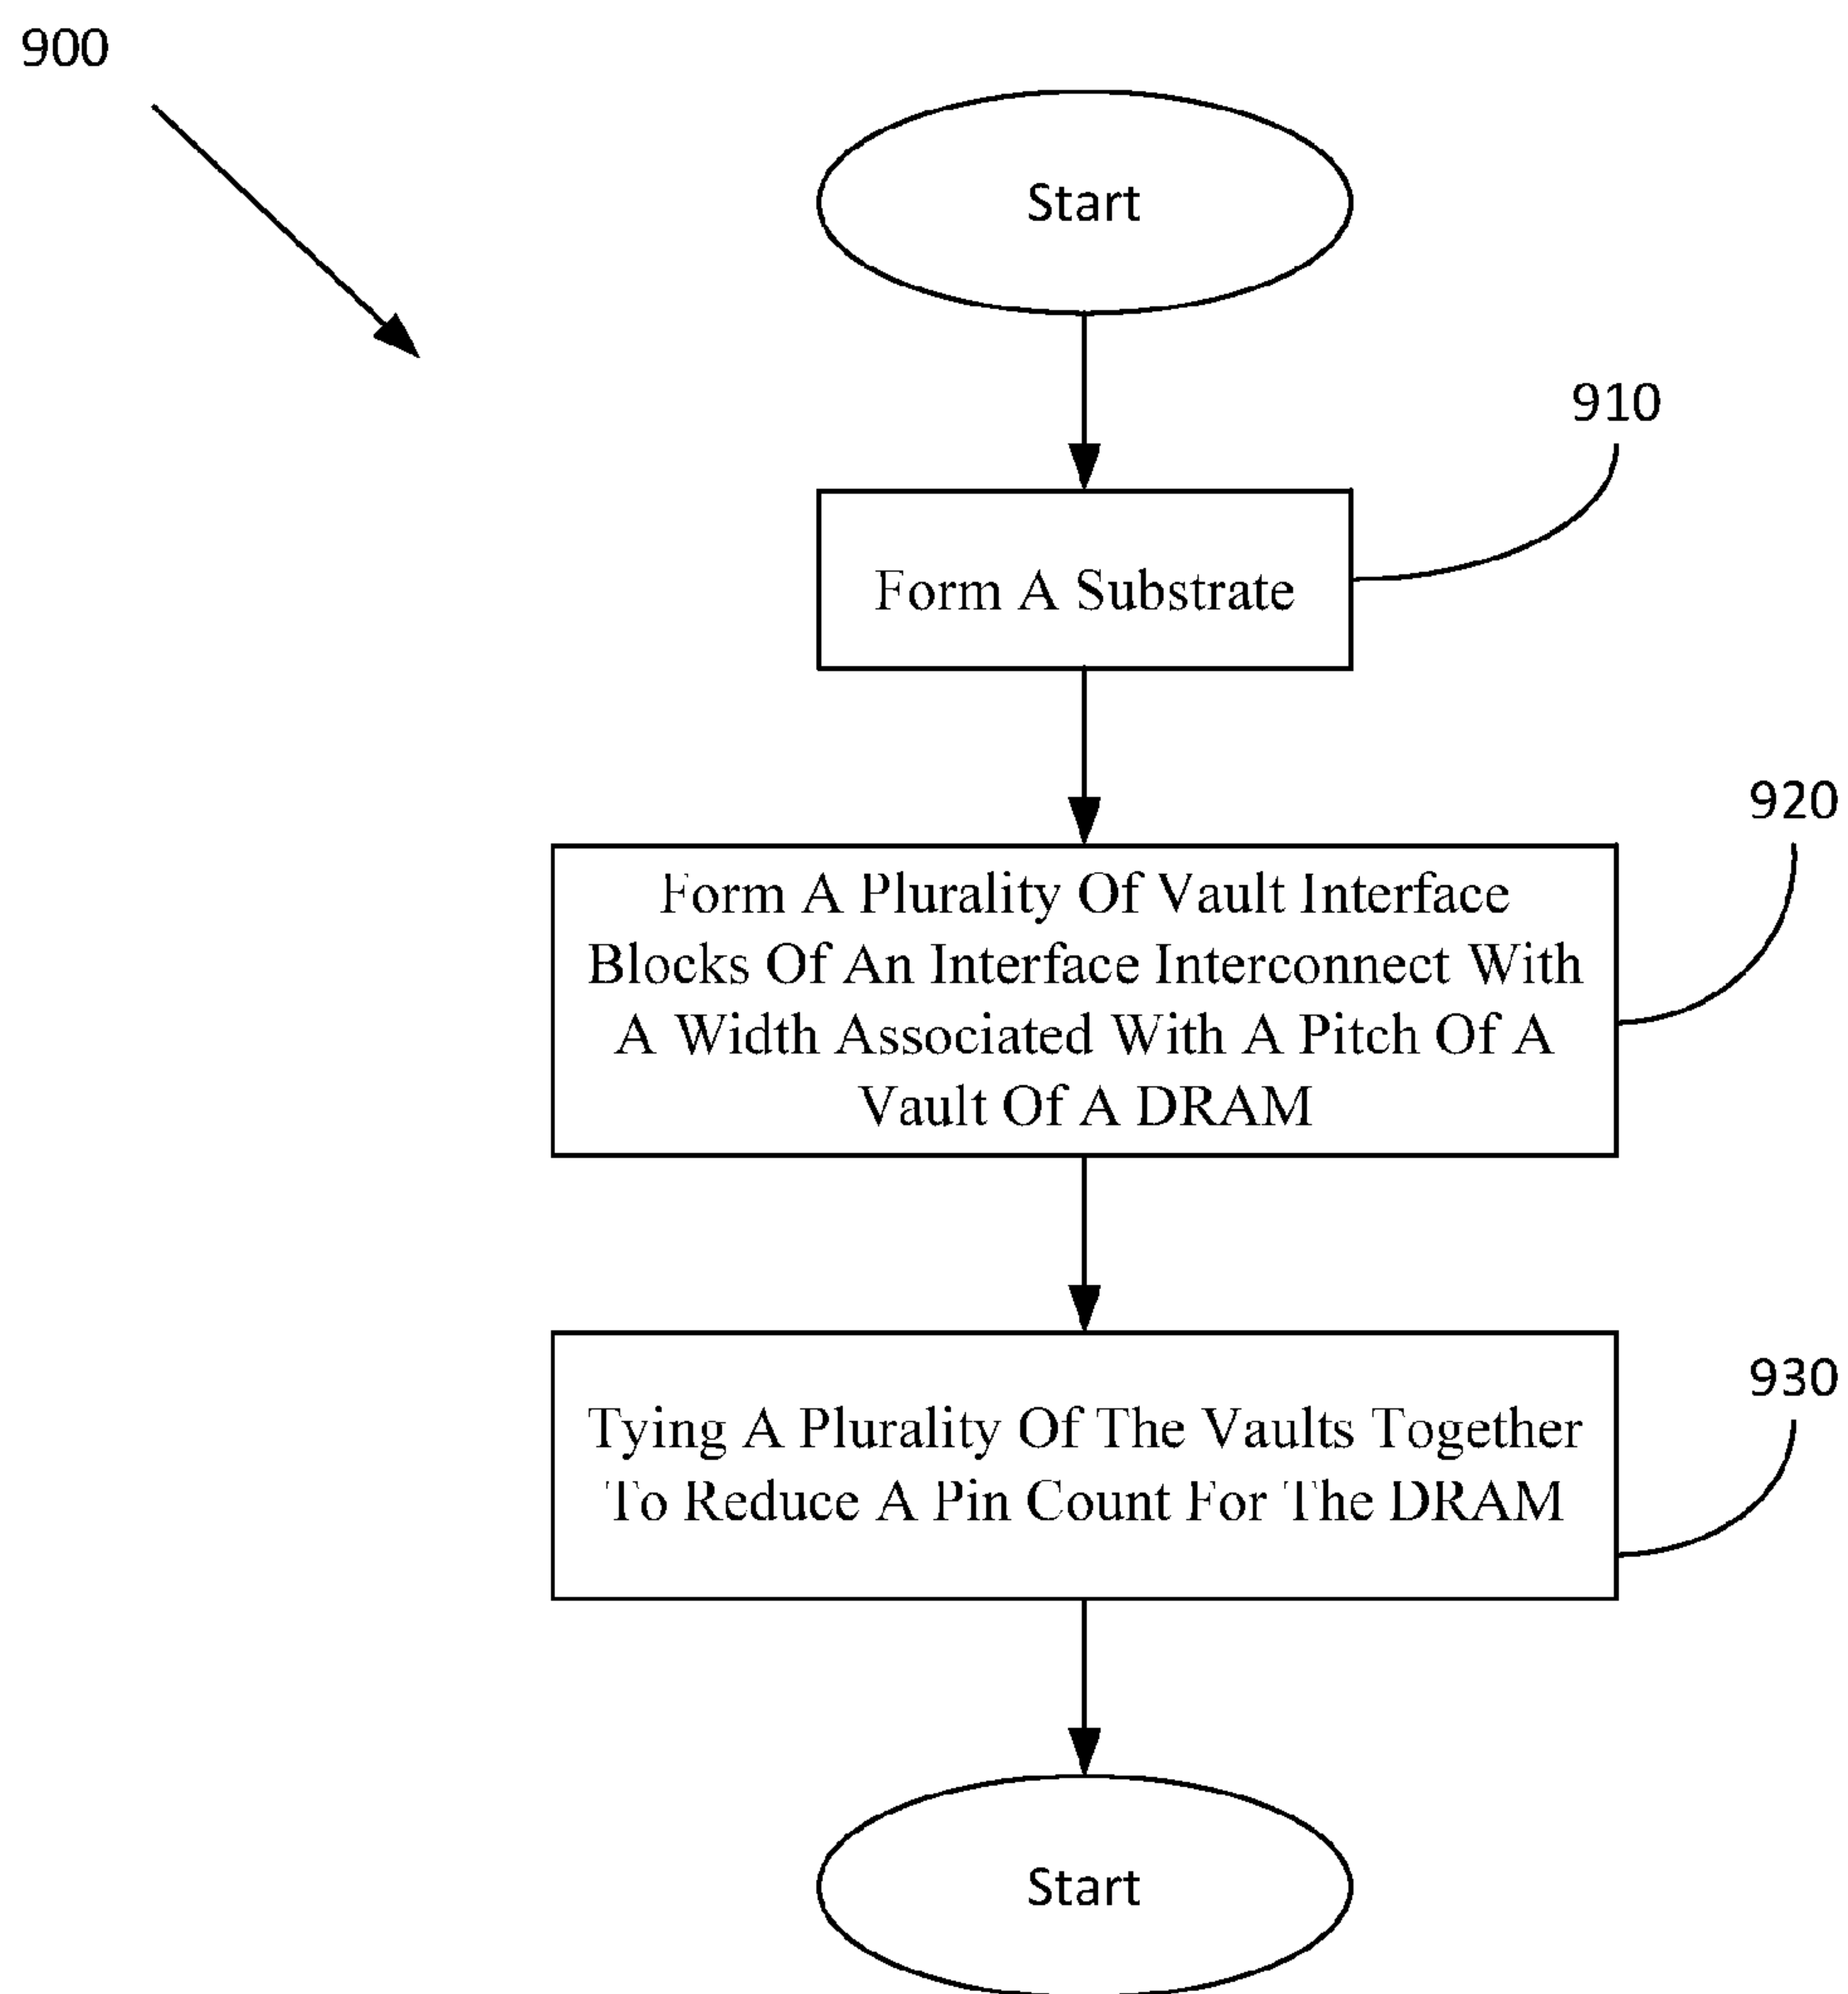 900
Start
910
Form A Substrate
920
Form A Plurality Of Vault Interface
Blocks Of An Interface Interconnect With
A Width Associated With A Pitch Of A
Vault Of A DRAM
930
Tying A Plurality Of The Vaults Together
To Reduce A Pin Count For The DRAM
Start